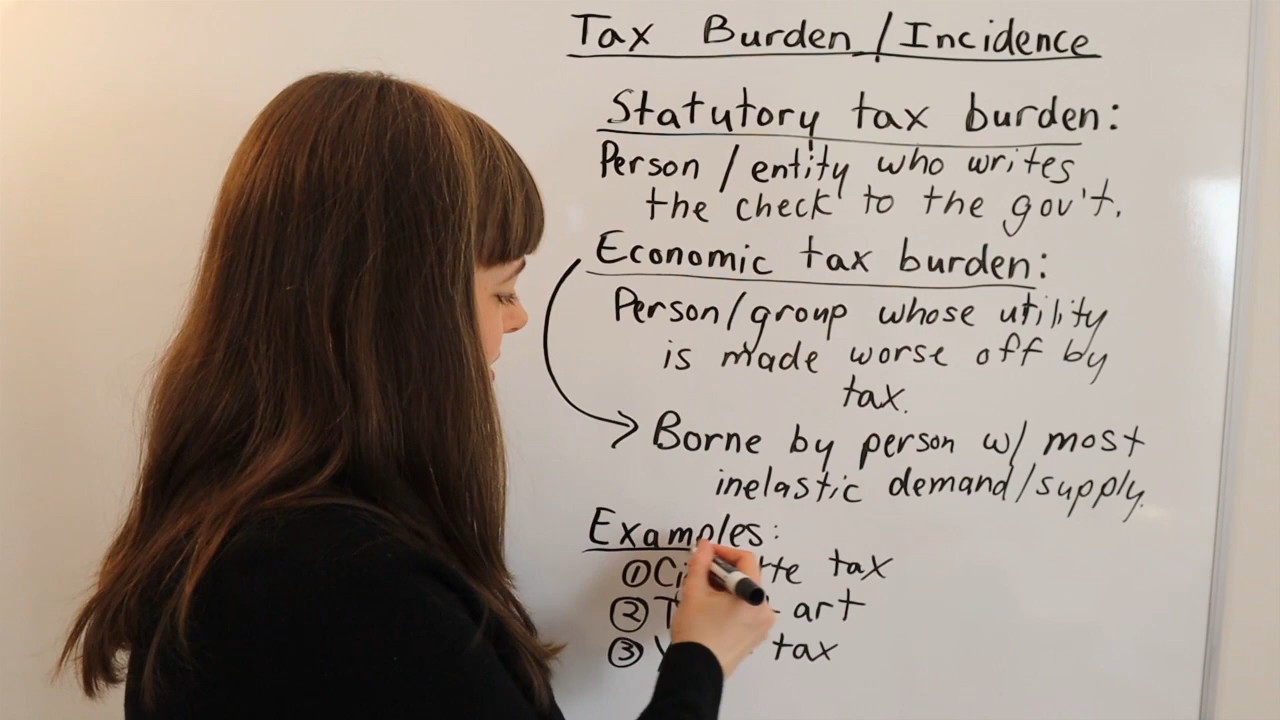 Tax Burden / Incidence
Statutory tax burden:
Person / entity who writes
the check to the gov't.
Economic tax burden:
Person/group whose utility
is made worse off by
tax.
Borne by person w/ most
inelastic demand/supply.
Examples:
① tax
② art
③ tax